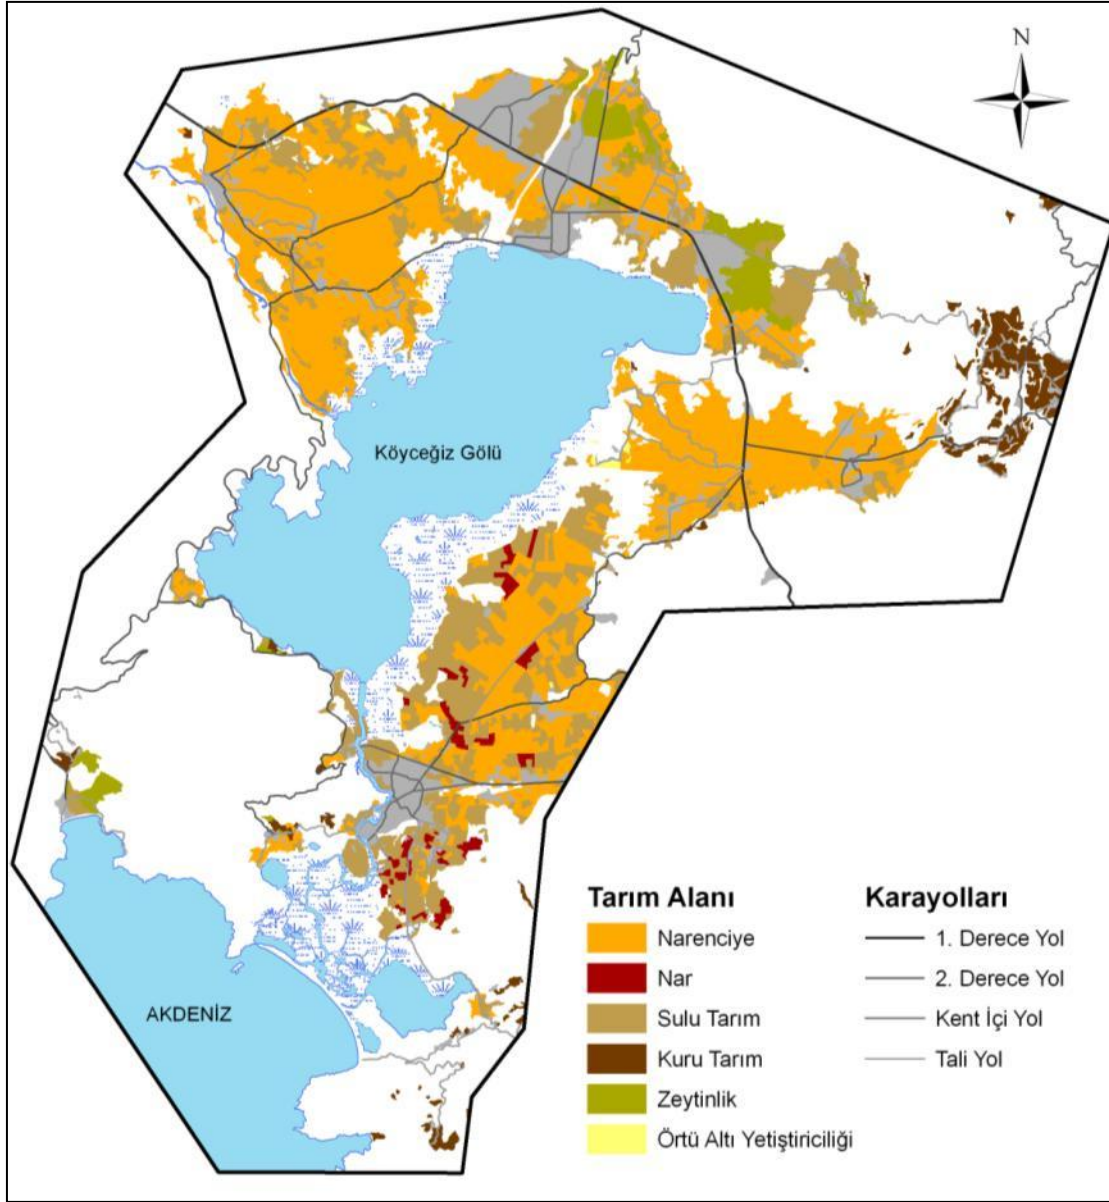 N
Köyceğiz Gölü
AKDENİZ
Tarım Alanı
Narenciye
Nar
Sulu Tarım
Kuru Tarım
Zeytinlik
Örtü Altı Yetiştiriciliği
Karayolları
1. Derece Yol
2. Derece Yol
Kent İçi Yol
Tali Yol